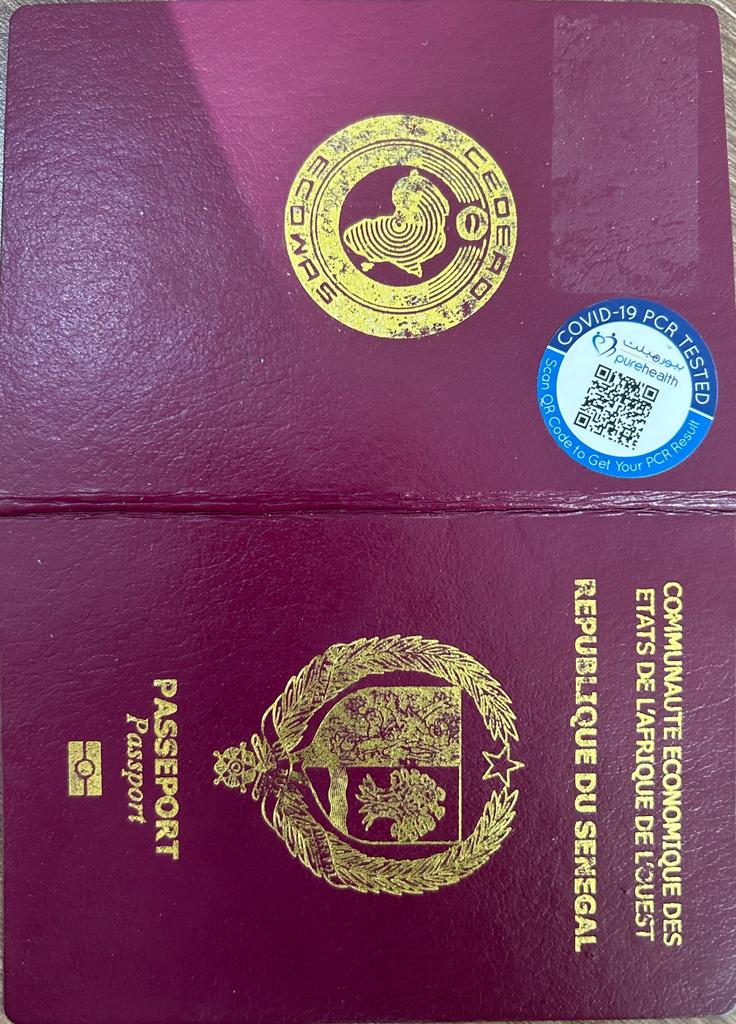 COMMUNAUTE ECONOMIQUE DES
ETATS DE L'AFRIQUE DE L'OUEST
REPUBLIQUE DU SENEGAL
PASSEPORT
Passport
CEDEAO
ECOWAS
COVID-19 PCR TESTED
بيورهيلث
purehealth
Scan QR Code to Get Your PCR Result